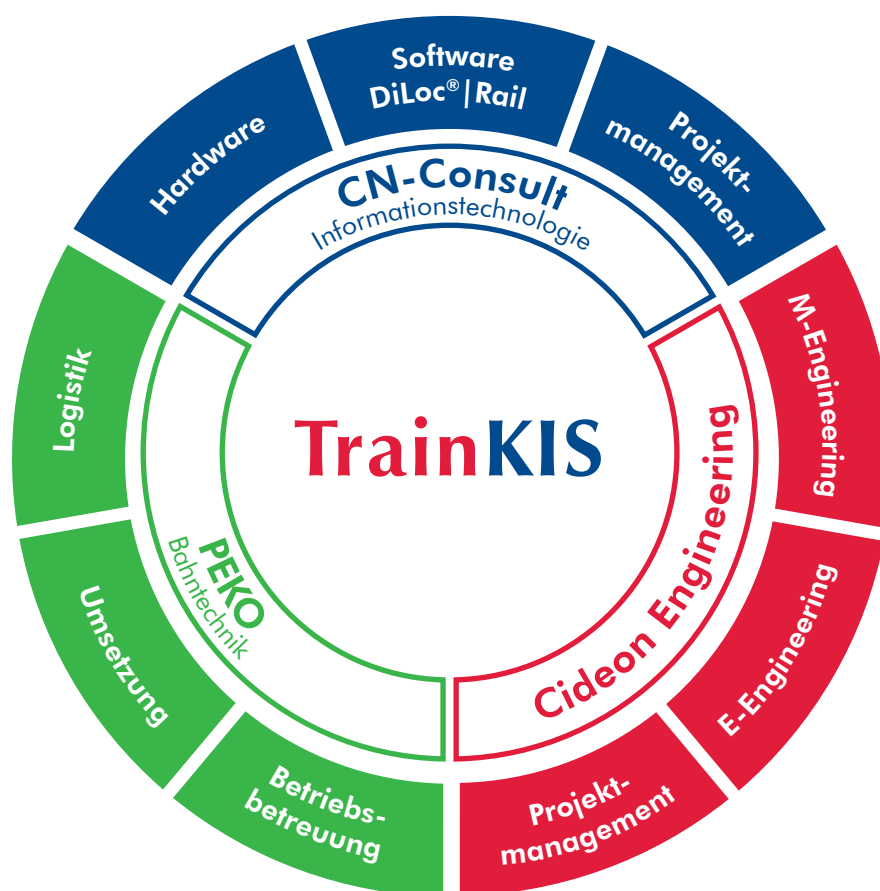 Software
DiLoc®|Rail
Projekt-
management
M-Engineering
E-Engineering
Projekt-
management
Betriebs-
betreuung
Umsetzung
Logistik
Hardware
CN-Consult
Informationstechnologie
Cideon Engineering
PEKO
Bahntechnik
TrainKIS